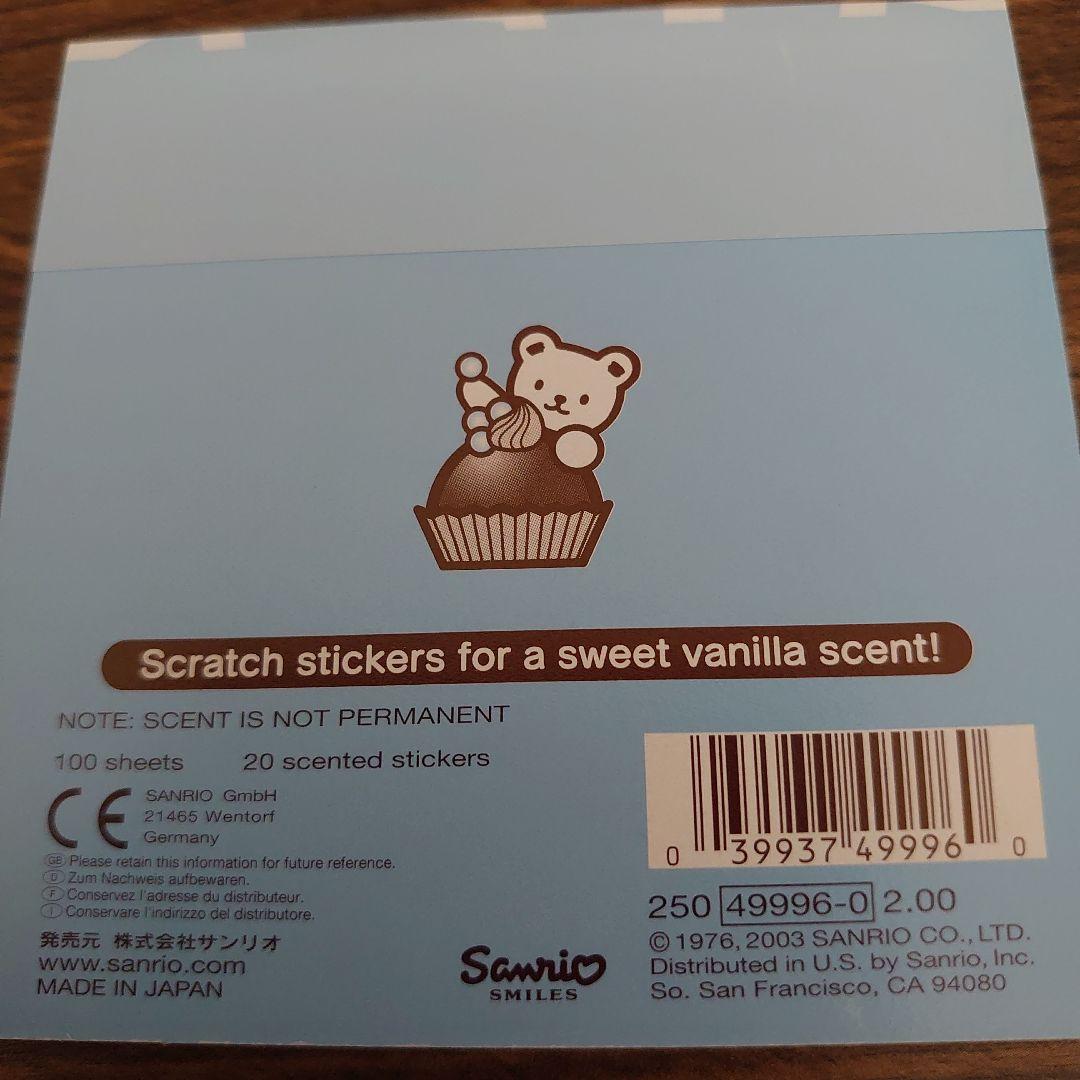 Scratch stickers for a sweet vanilla scent!
NOTE: SCENT IS NOT PERMANENT
100 sheets 20 scented stickers
CE SANRIO GmbH
21465 Wentorf
Germany
GB Please retain this information for future reference.
D Zum Nachweis aufbewaren.
F Conservez l'adresse du distributeur.
I Conservare l'indirizzo del distributore.
発売元 株式会社サンリオ
www.sanrio.com
MADE IN JAPAN
Sanrio
SMILES
0 39937 49996 0
250 49996-0 2.00
© 1976, 2003 SANRIO CO., LTD.
Distributed in U.S. by Sanrio, Inc.
So. San Francisco, CA 94080